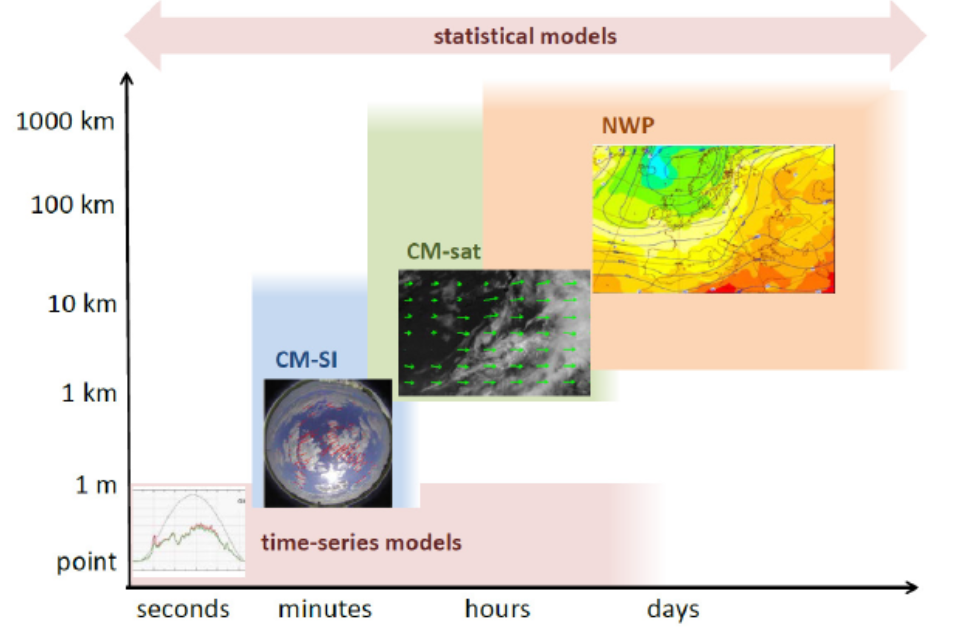 statistical models
1000 km
NWP
100 km
CM-sat
10 km
CM-SI
1 km
1 m
time-series models
point
seconds minutes hours days